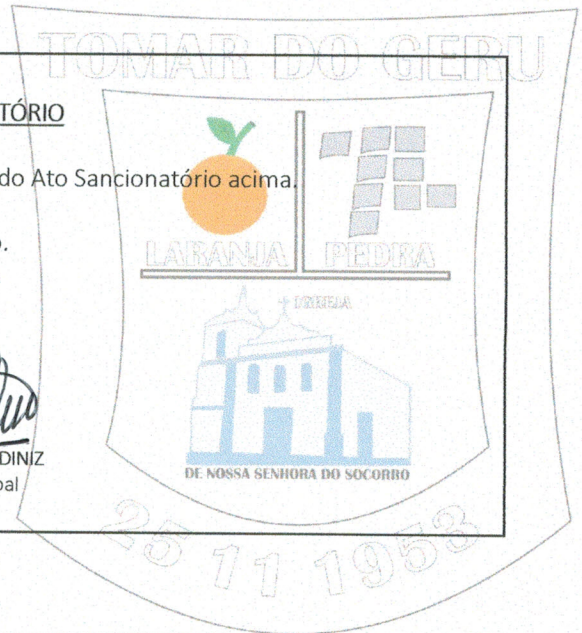 TOMAR DO GERU
TÓRIO
do Ato Sancionatório acima.
o.
LARANJA PEDRA
IGREJA
DINIZ
pal
DE NOSSA SENHORA DO SOCORRO
25 11 1953